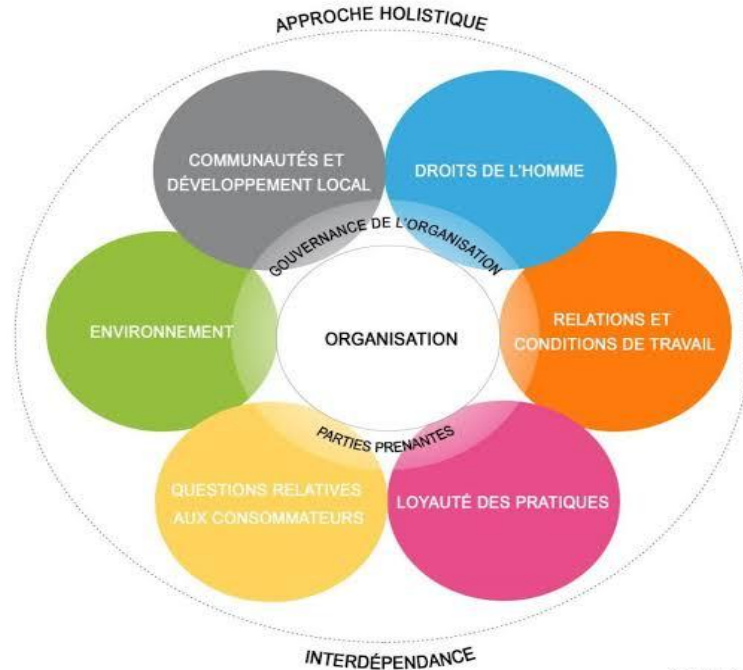 APPROCHE HOLISTIQUE
COMMUNAUTÉS ET
DÉVELOPPEMENT LOCAL
DROITS DE L'HOMME
GOUVERNANCE DE L'ORGANISATION
ENVIRONNEMENT
ORGANISATION
RELATIONS ET
CONDITIONS DE TRAVAIL
PARTIES PRENANTES
QUESTIONS RELATIVES
AUX CONSOMMATEURS
LOYAUTÉ DES PRATIQUES
INTERDÉPENDANCE